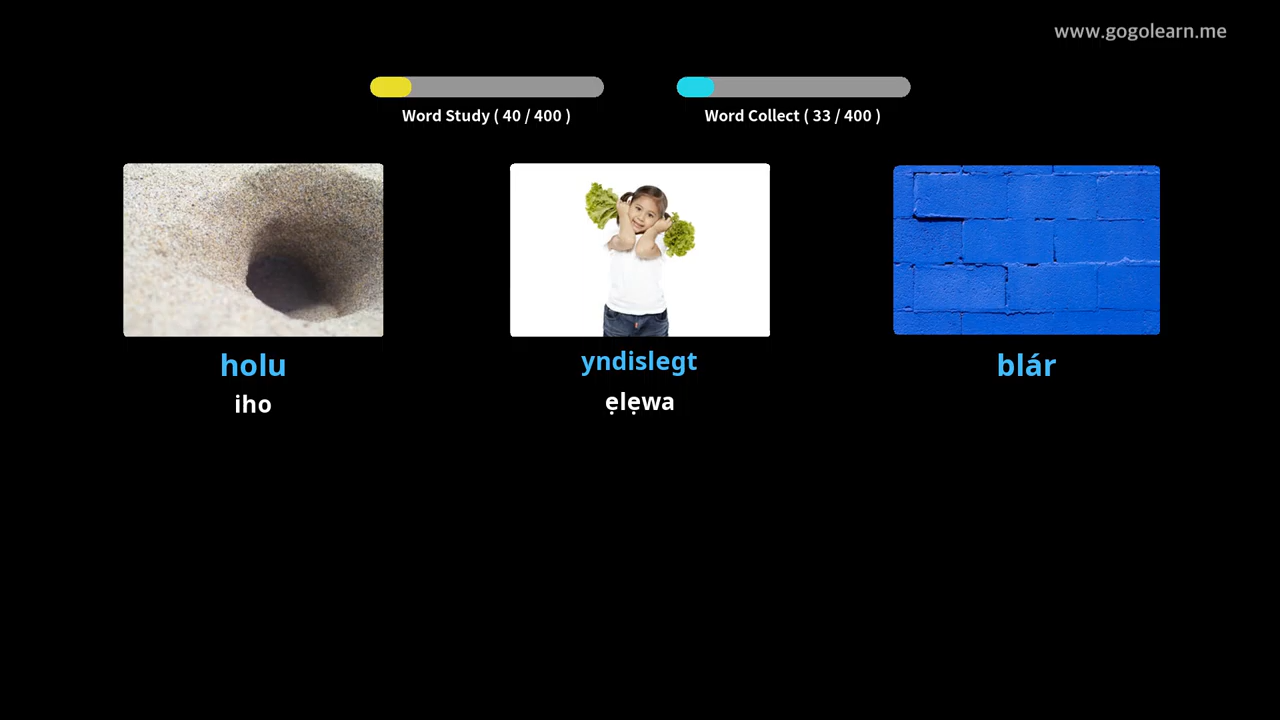 www.gogolearn.me
Word Study ( 40 / 400 )
Word Collect ( 33 / 400 )
holu
yndislegt
blár
iho
ẹlẹwa